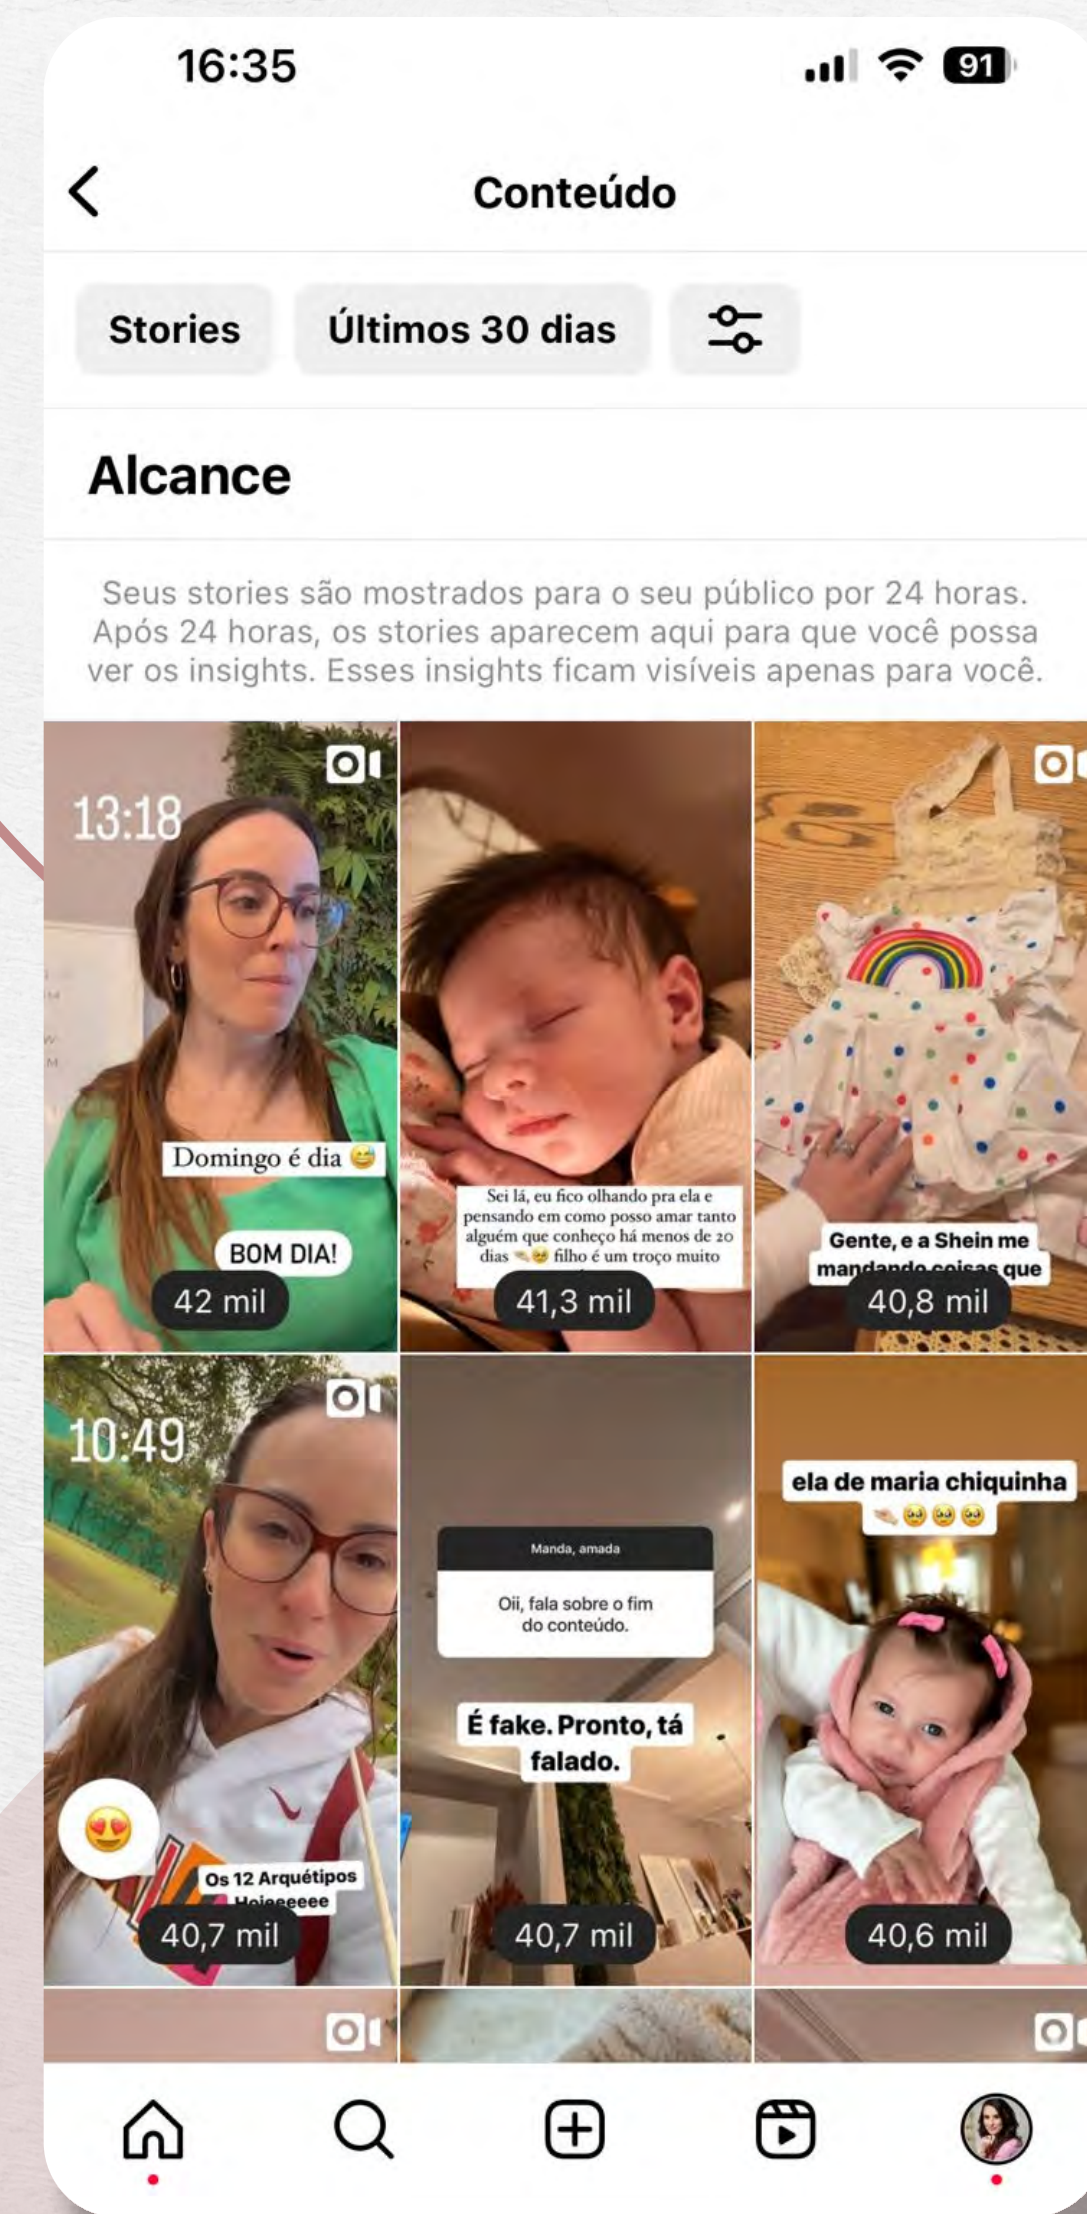 16:35
91
Conteúdo
Stories
Últimos 30 dias
Alcance
Seus stories são mostrados para o seu público por 24 horas.
Após 24 horas, os stories aparecem aqui para que você possa
ver os insights. Esses insights ficam visíveis apenas para você.
13:18
Domingo é dia 😅
BOM DIA!
42 mil
Sei lá, eu fico olhando pra ela e
pensando em como posso amar tanto
alguém que conheço há menos de 20
dias 🤏🏻🥹 filho é um troço muito
41,3 mil
Gente, e a Shein me
mandando coisas que
40,8 mil
10:49
Os 12 Arquétipos
Hojeeeeee
40,7 mil
Manda, amada
Oii, fala sobre o fim
do conteúdo.
É fake. Pronto, tá
falado.
40,7 mil
ela de maria chiquinha
🤏🏻🥹🥹🥹
40,6 mil